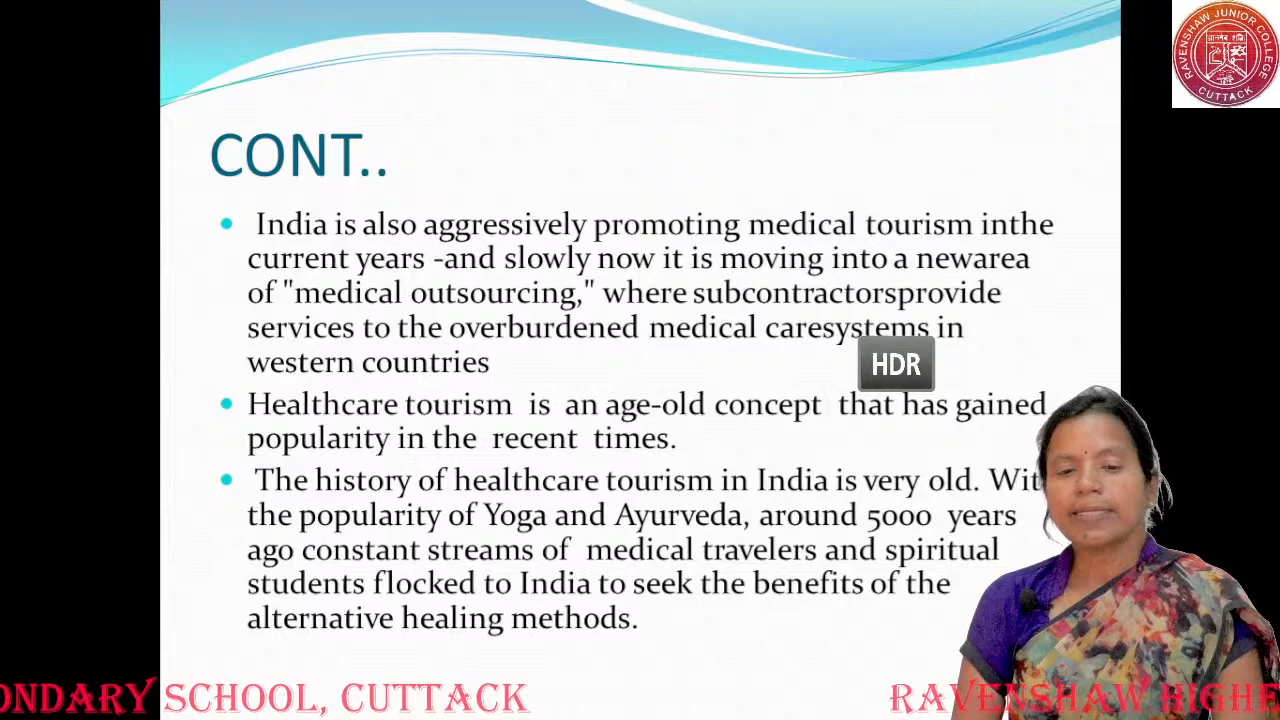 RAVENSHAW JUNIOR COLLEGE
CUTTACK
CONT..
India is also aggressively promoting medical tourism inthe
current years -and slowly now it is moving into a newarea
of "medical outsourcing," where subcontractorsprovide
services to the overburdened medical caresystems in
western countries
HDR
Healthcare tourism is an age-old concept that has gained
popularity in the recent times.
The history of healthcare tourism in India is very old. Wit
the popularity of Yoga and Ayurveda, around 5000 years
ago constant streams of medical travelers and spiritual
students flocked to India to seek the benefits of the
alternative healing methods.
ONDARY SCHOOL, CUTTACK RAVENSHAW HIGHE